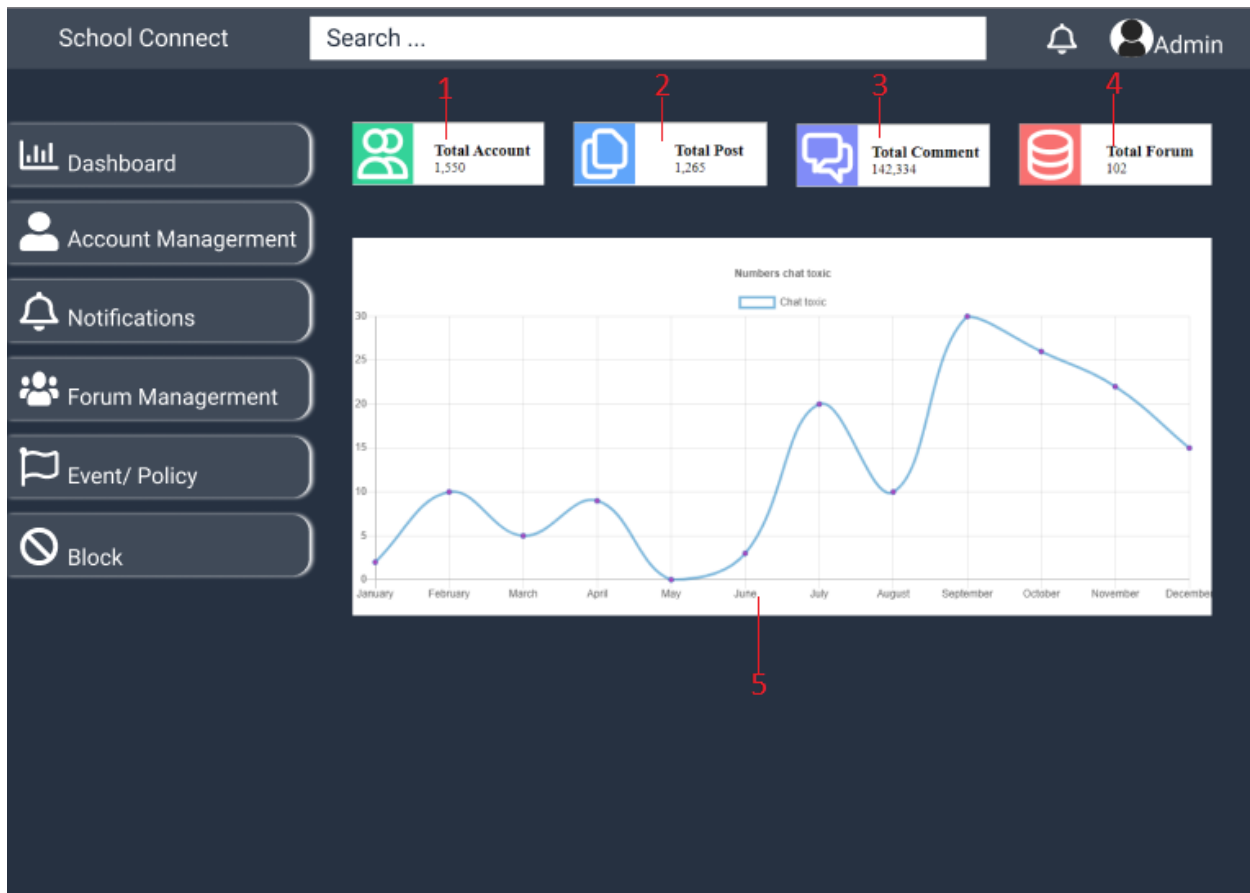 School Connect
Search ...
Admin
1
2
3
4
Dashboard
Account Managerment
Notifications
Forum Managerment
Event/ Policy
Block
Total Account
1,550
Total Post
1,265
Total Comment
142,334
Total Forum
102
Numbers chat toxic
Chat toxic
30
25
20
15
10
5
0
January February March April May June July August September October November December
5